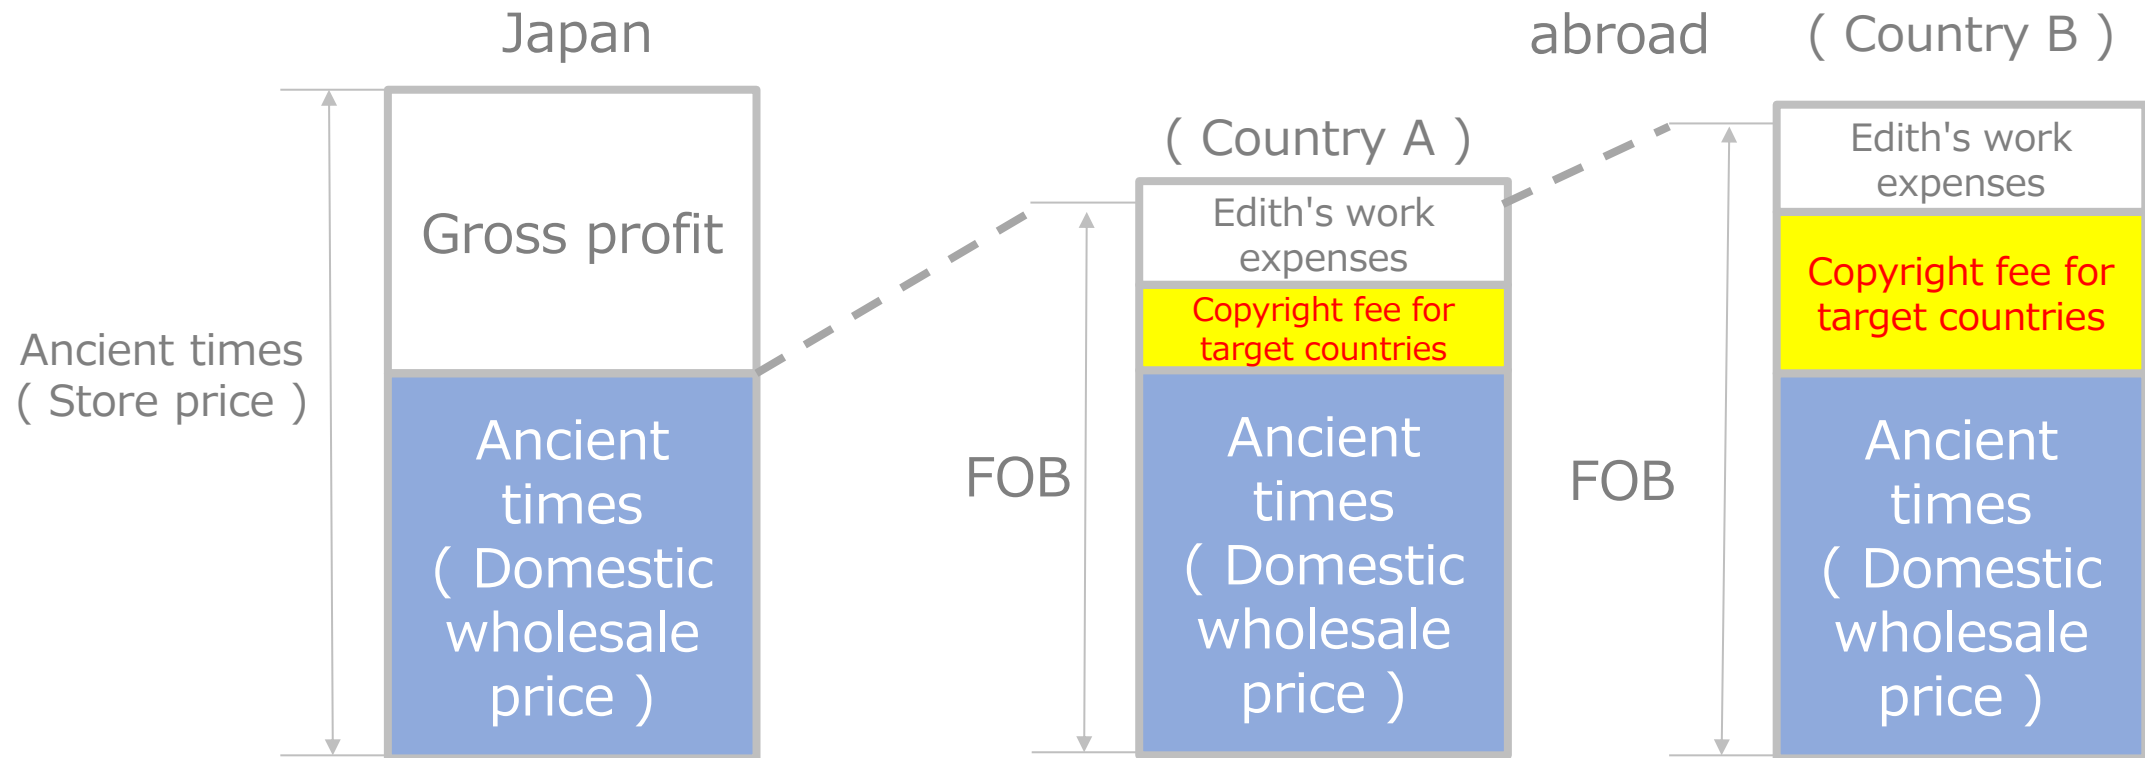 Japan
abroad
( Country B )
( Country A )
Ancient times
( Store price )
Gross profit
Ancient
times
( Domestic
wholesale
price )
FOB
Edith's work
expenses
Copyright fee for
target countries
Ancient
times
( Domestic
wholesale
price )
FOB
Edith's work
expenses
Copyright fee for
target countries
Ancient
times
( Domestic
wholesale
price )